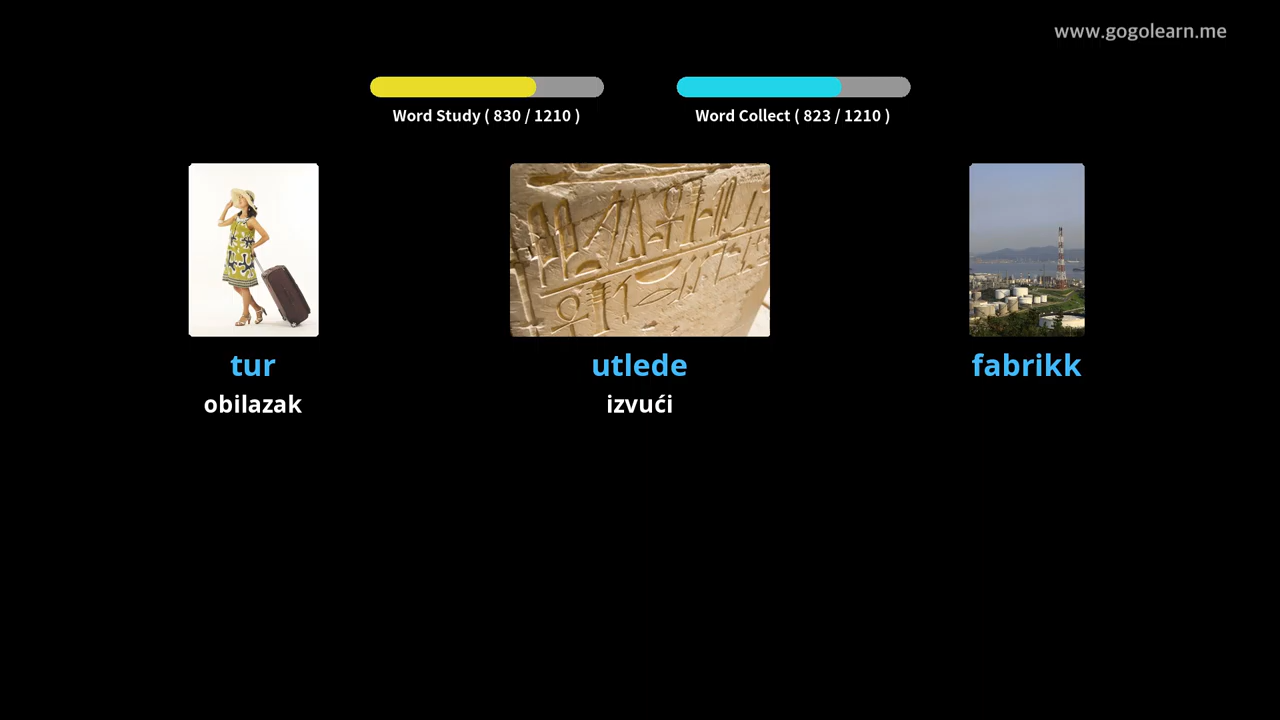 www.gogolearn.me
Word Study ( 830 / 1210 )
Word Collect ( 823 / 1210 )
tur
utlede
fabrikk
obilazak
izvući